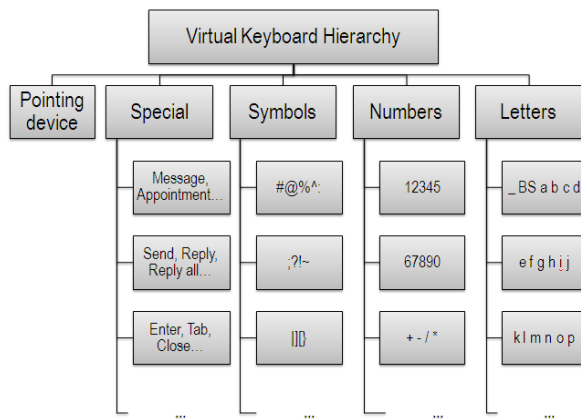 Virtual Keyboard Hierarchy
Pointing
device
Special
Symbols
Numbers
Letters
Message,
Appointment...
#@%^:
12345
_ BS a b c d
Send, Reply,
Reply all...
;?!~
67890
e f g h i j
Enter, Tab,
Close...
|][}
+ - / *
k l m n o p
...
...
...
...